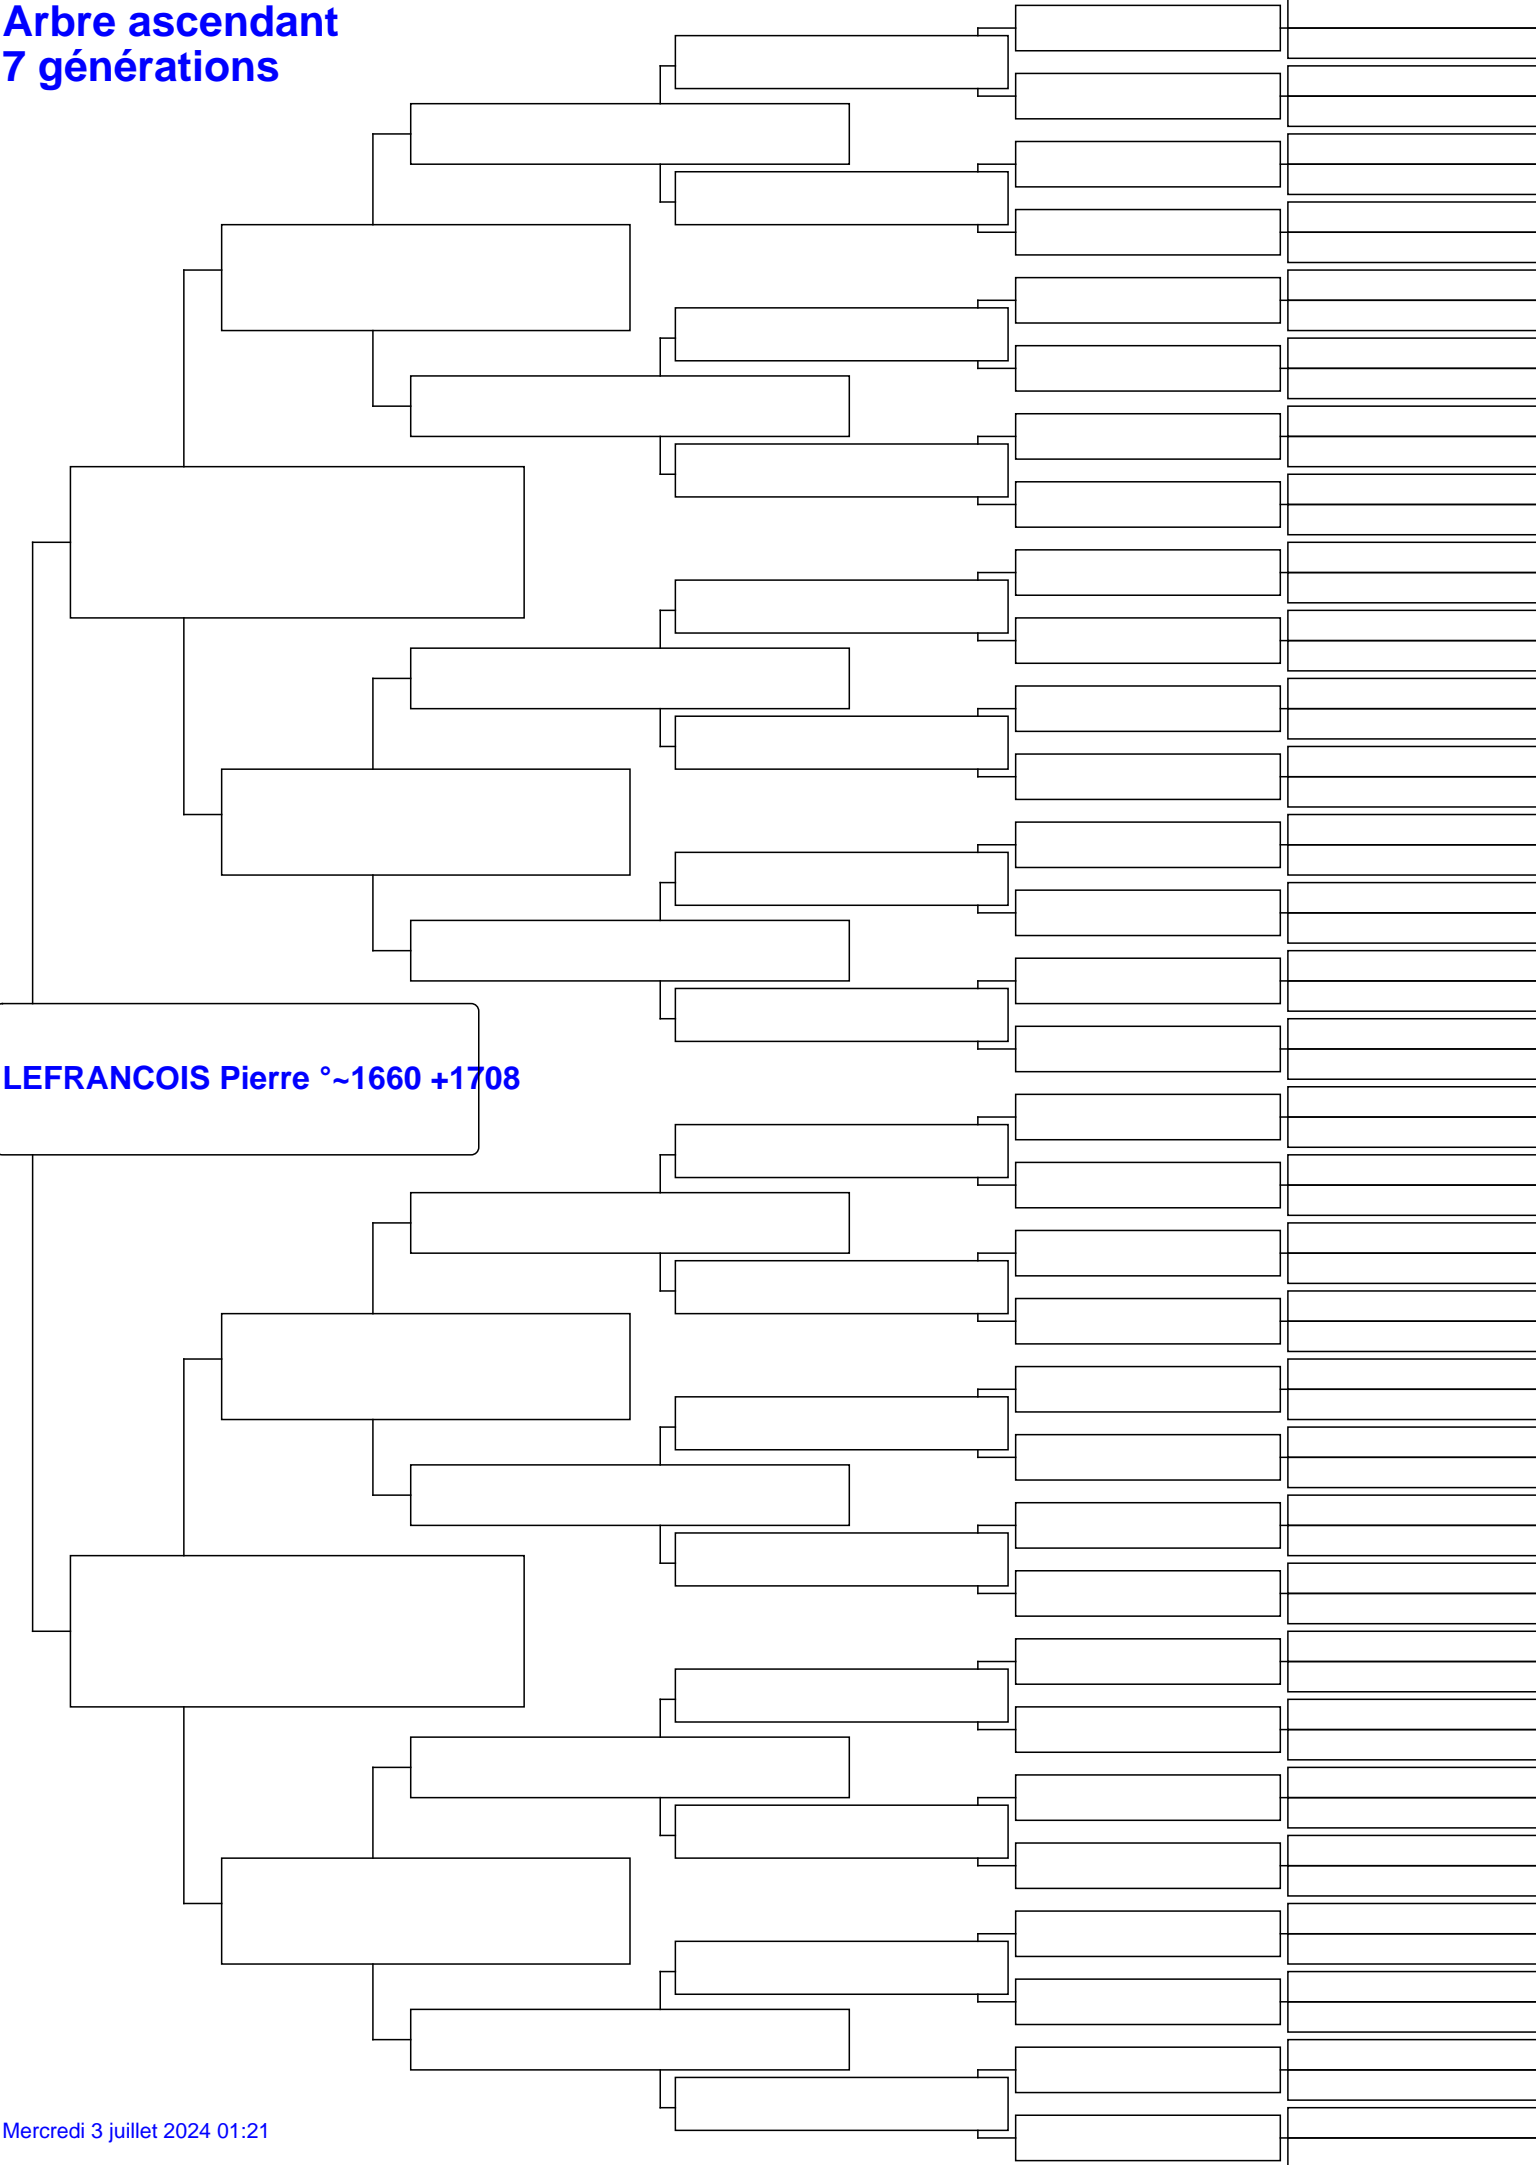 Arbre ascendant
7 générations
LEFRANCOIS Pierre °~1660 +1708
Mercredi 3 juillet 2024 01:21